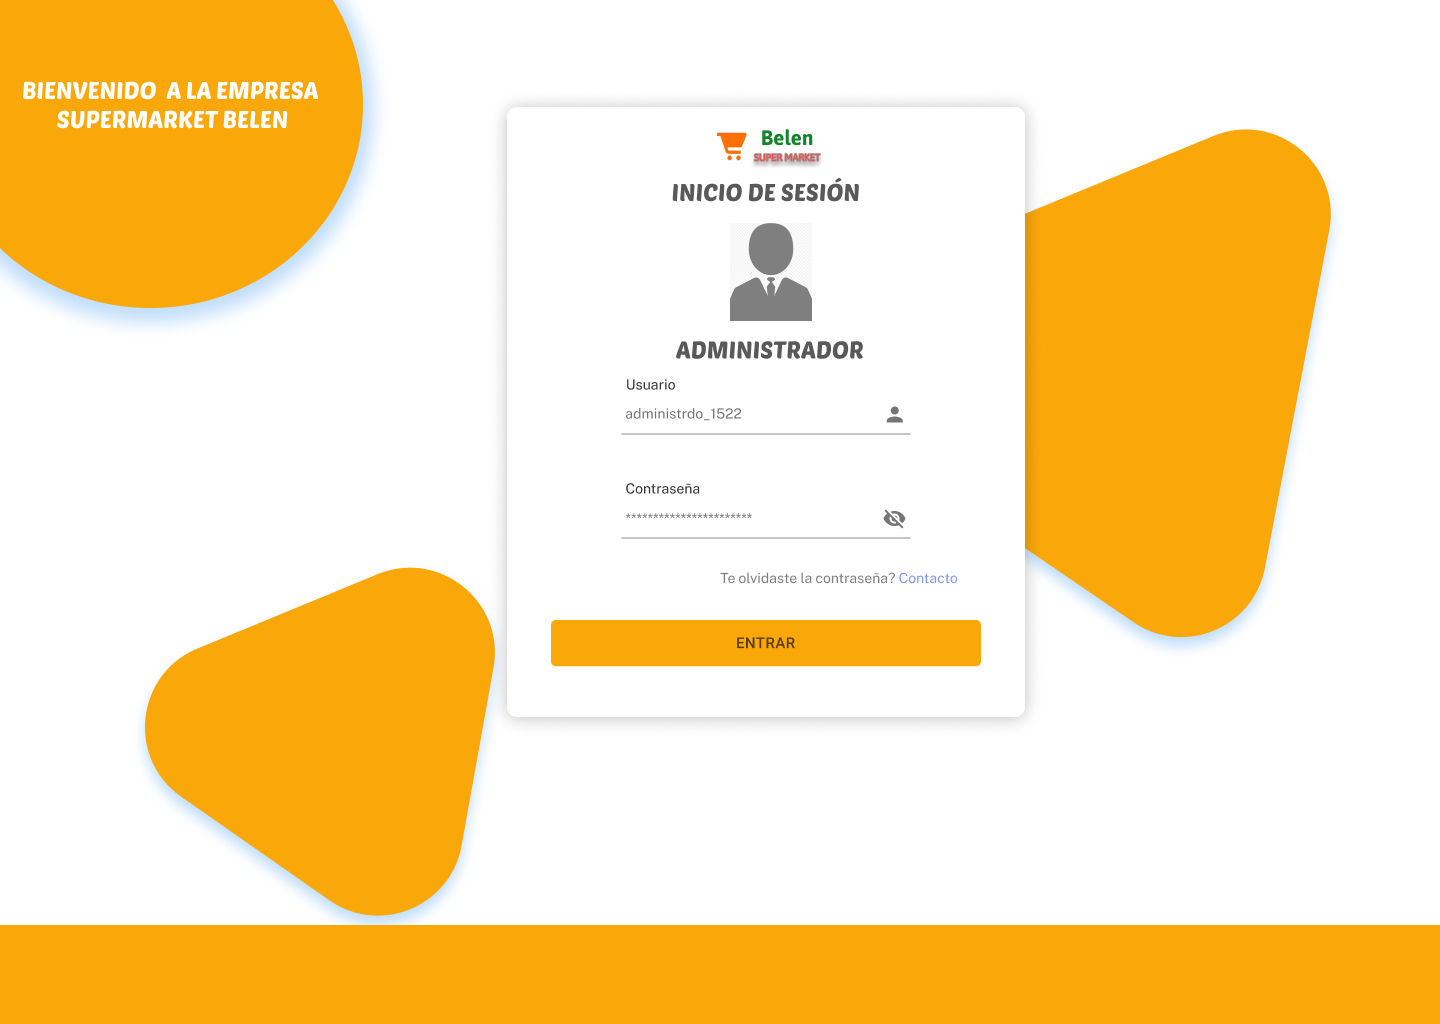 BIENVENIDO A LA EMPRESA
SUPERMARKET BELEN
Belen
SUPER MARKET
INICIO DE SESIÓN
ADMINISTRADOR
Usuario
administrdo_1522
Contraseña
***********************
Te olvidaste la contraseña? Contacto
ENTRAR